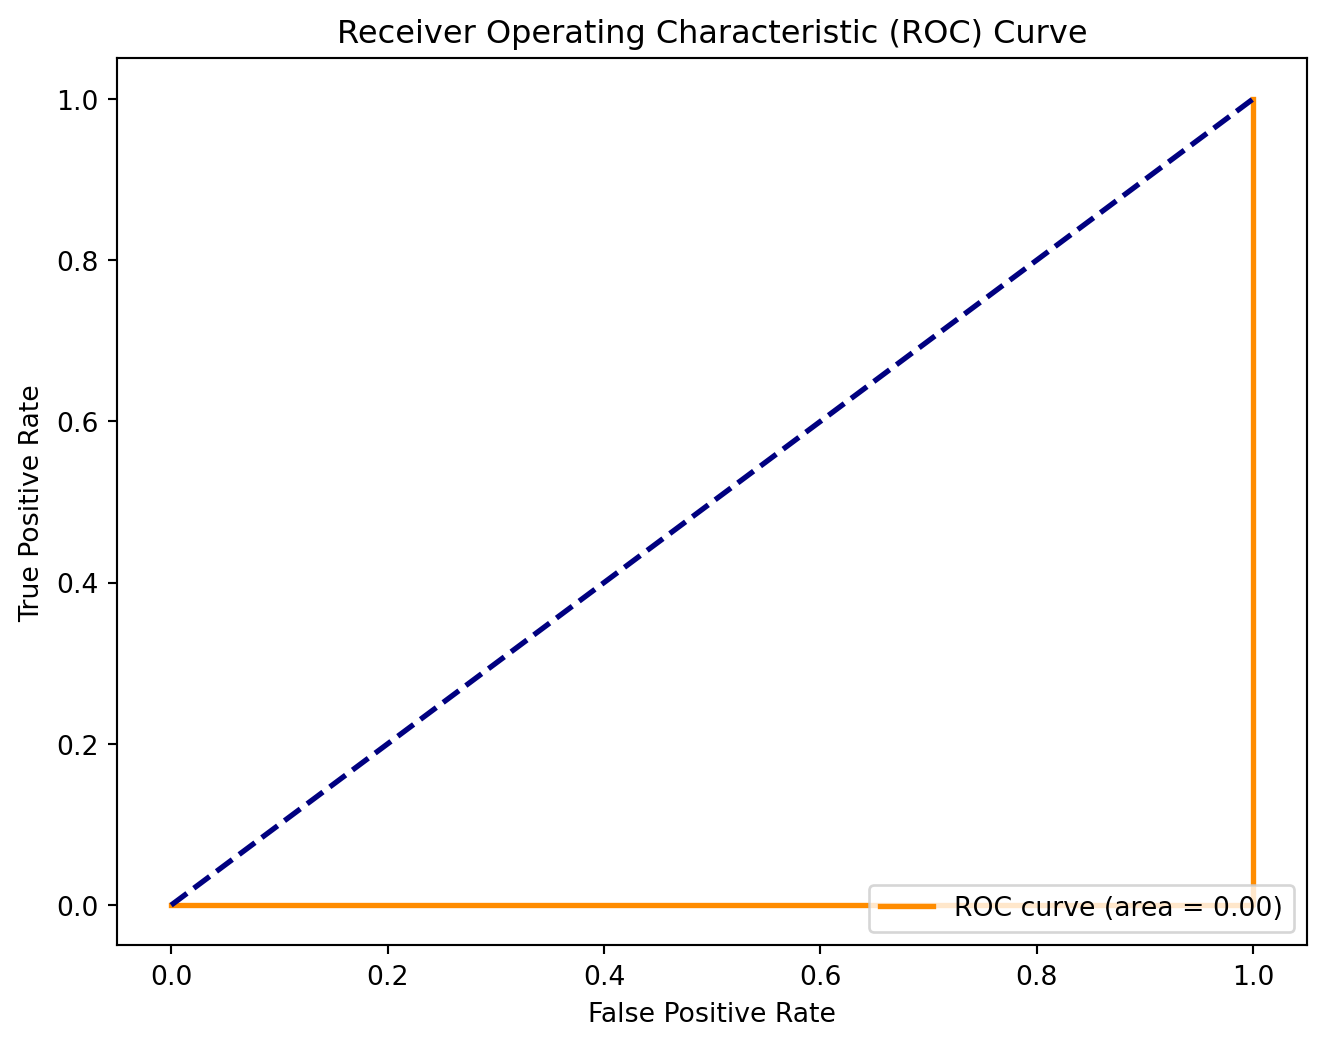 Receiver Operating Characteristic (ROC) Curve
1.0
0.8
0.6
0.4
0.2
0.0
True Positive Rate
ROC curve (area = 0.00)
0.0 0.2 0.4 0.6 0.8 1.0
False Positive Rate